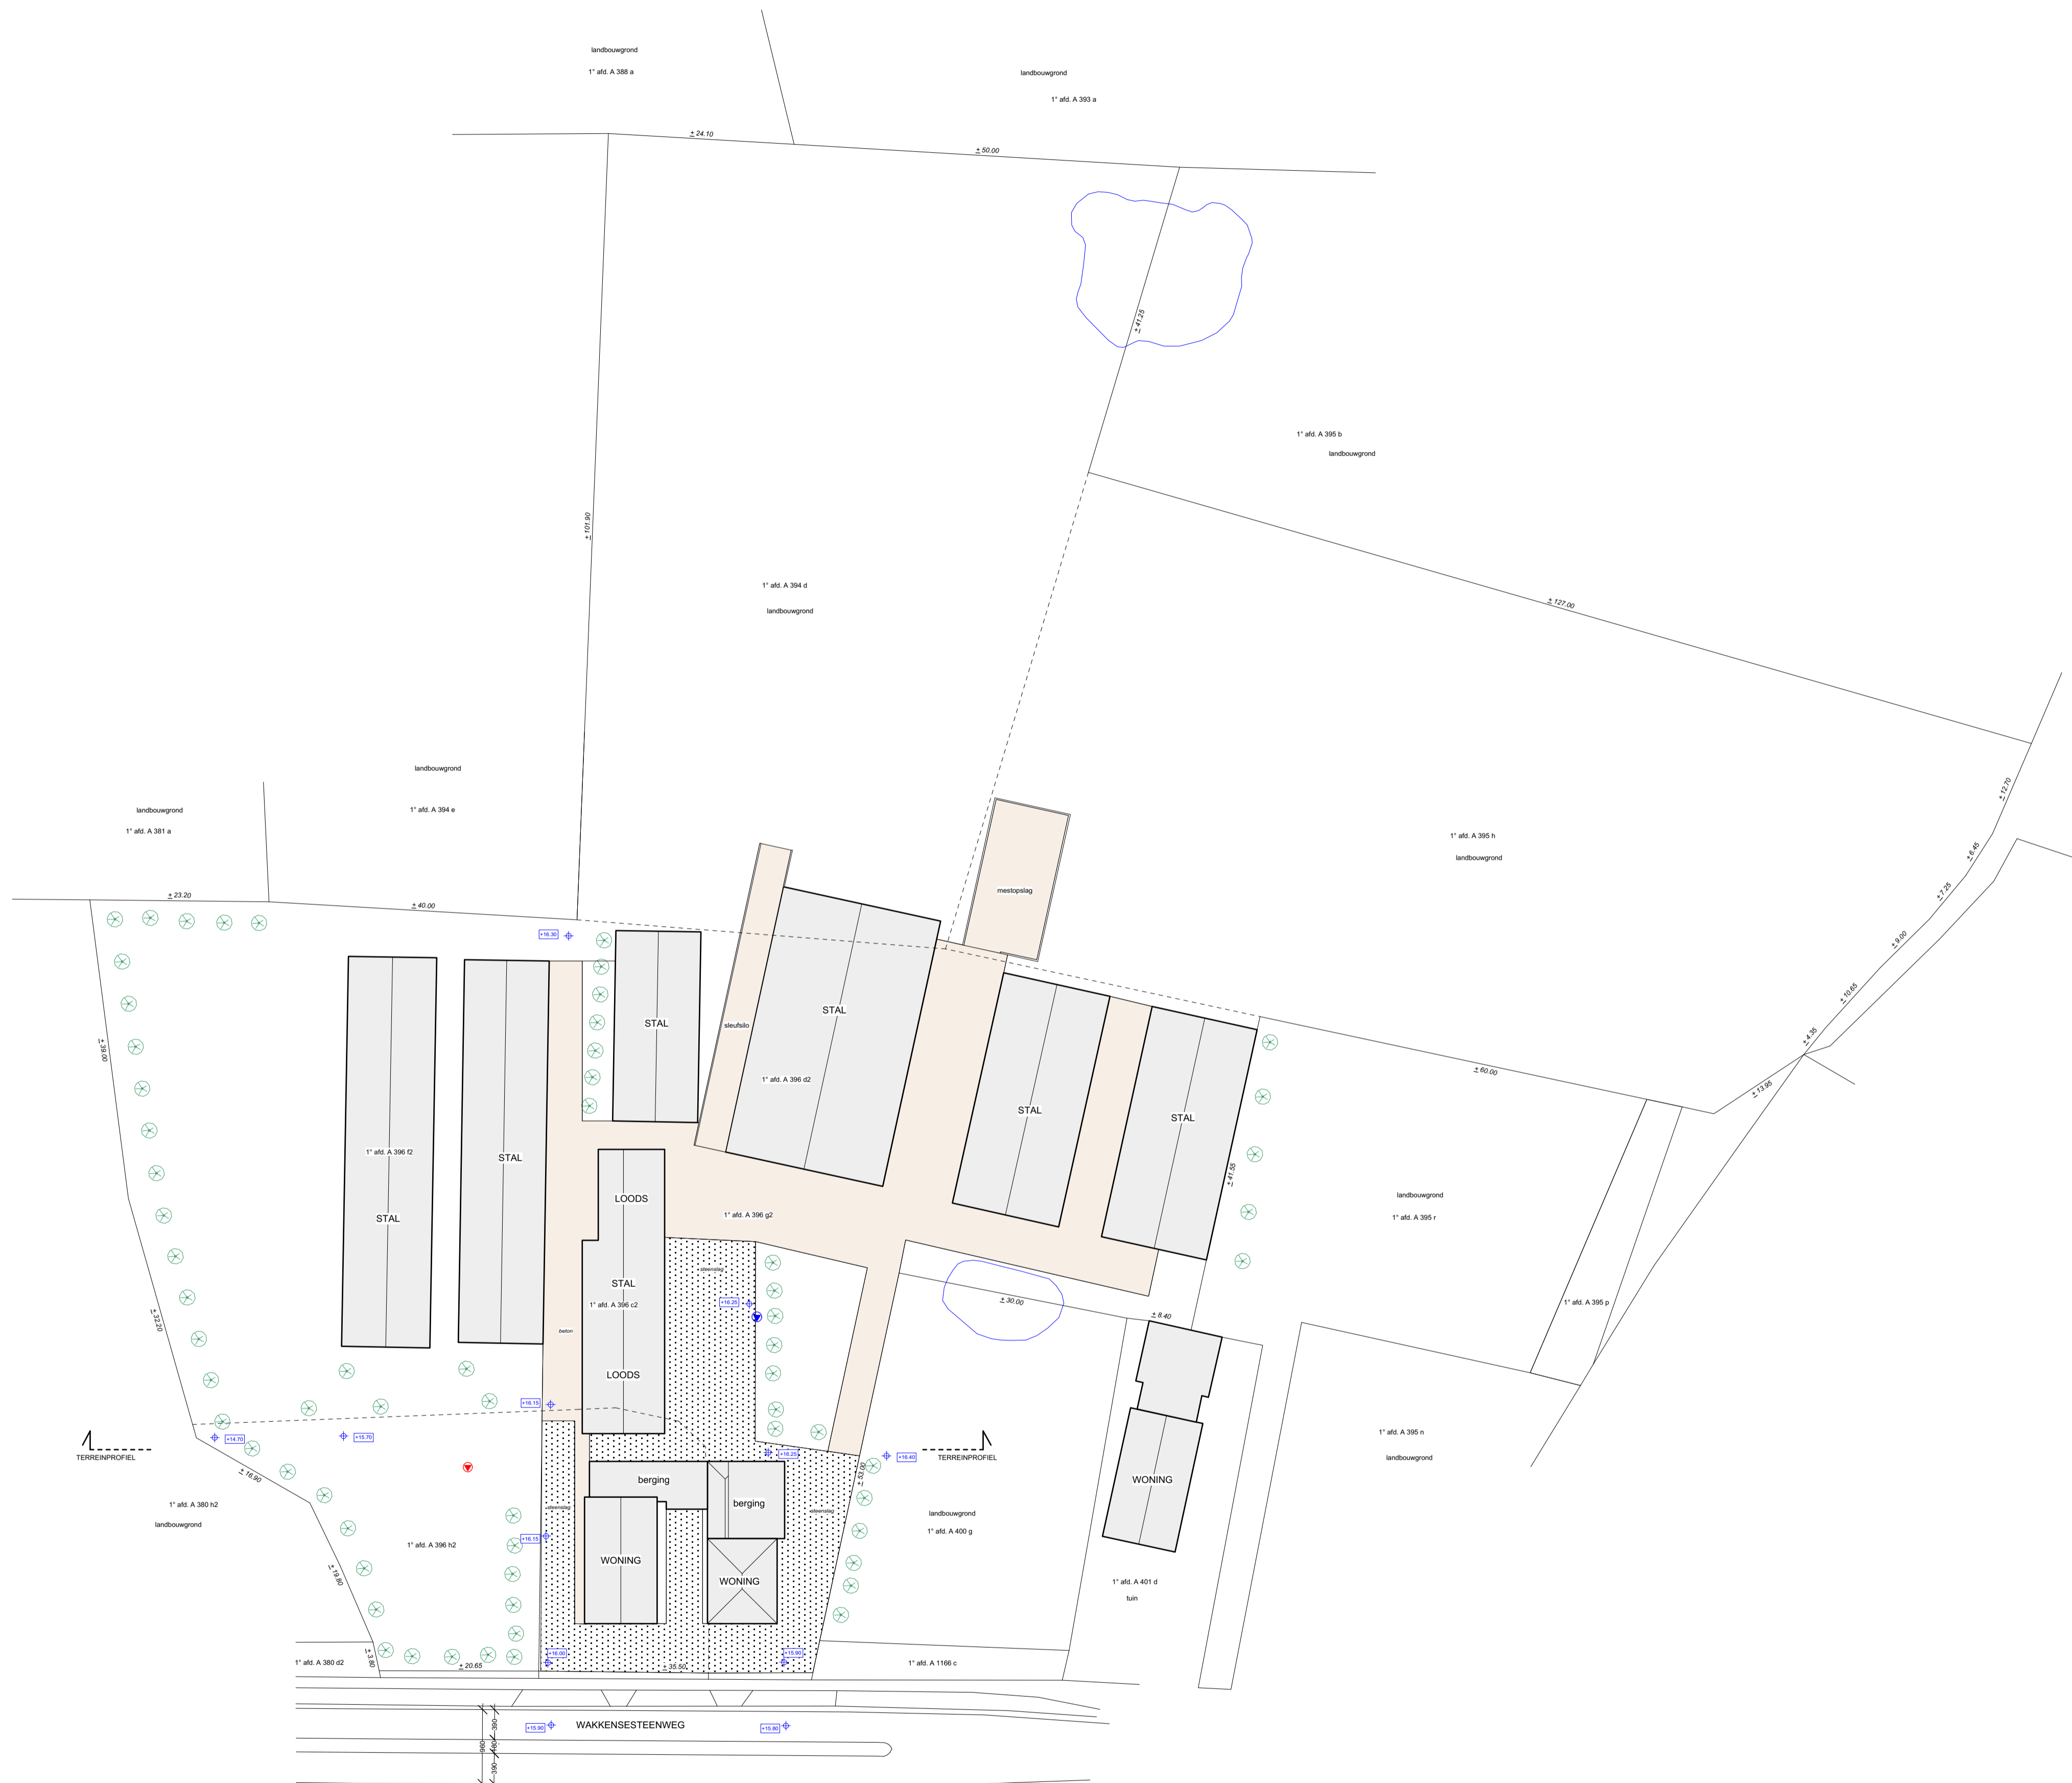 landbouwgrond
1° afd. A 388 a
landbouwgrond
1° afd. A 393 a
± 24.10
± 50.00
± 41.25
1° afd. A 395 b
landbouwgrond
± 101.90
1° afd. A 394 d
landbouwgrond
± 127.00
landbouwgrond
1° afd. A 394 e
landbouwgrond
1° afd. A 381 a
± 12.70
1° afd. A 395 h
landbouwgrond
± 6.45
± 7.25
± 9.00
± 10.65
± 4.35
± 13.95
mestopslag
± 23.20
± 40.00
+16.30
STAL
STAL
sleufsilo
± 39.00
± 60.00
1° afd. A 396 d2
STAL
STAL
1° afd. A 396 f2
STAL
± 41.55
STAL
LOODS
1° afd. A 396 g2
landbouwgrond
1° afd. A 395 r
steenslag
STAL
1° afd. A 396 c2
+16.25
± 30.00
± 8.40
1° afd. A 395 p
± 32.20
beton
LOODS
+16.15
+14.70
+15.70
TERREINPROFIEL
+16.25
+16.40
TERREINPROFIEL
1° afd. A 395 n
landbouwgrond
± 16.90
± 53.00
berging
berging
WONING
1° afd. A 380 h2
landbouwgrond
steenslag
steenslag
landbouwgrond
1° afd. A 400 g
+16.15
1° afd. A 396 h2
WONING
WONING
± 19.80
1° afd. A 401 d
tuin
± 3.80
1° afd. A 380 d2
± 20.65
+16.00
± 35.50
+15.90
1° afd. A 1166 c
+15.90
WAKKENSESTEENWEG
+15.80
960
390
180
390